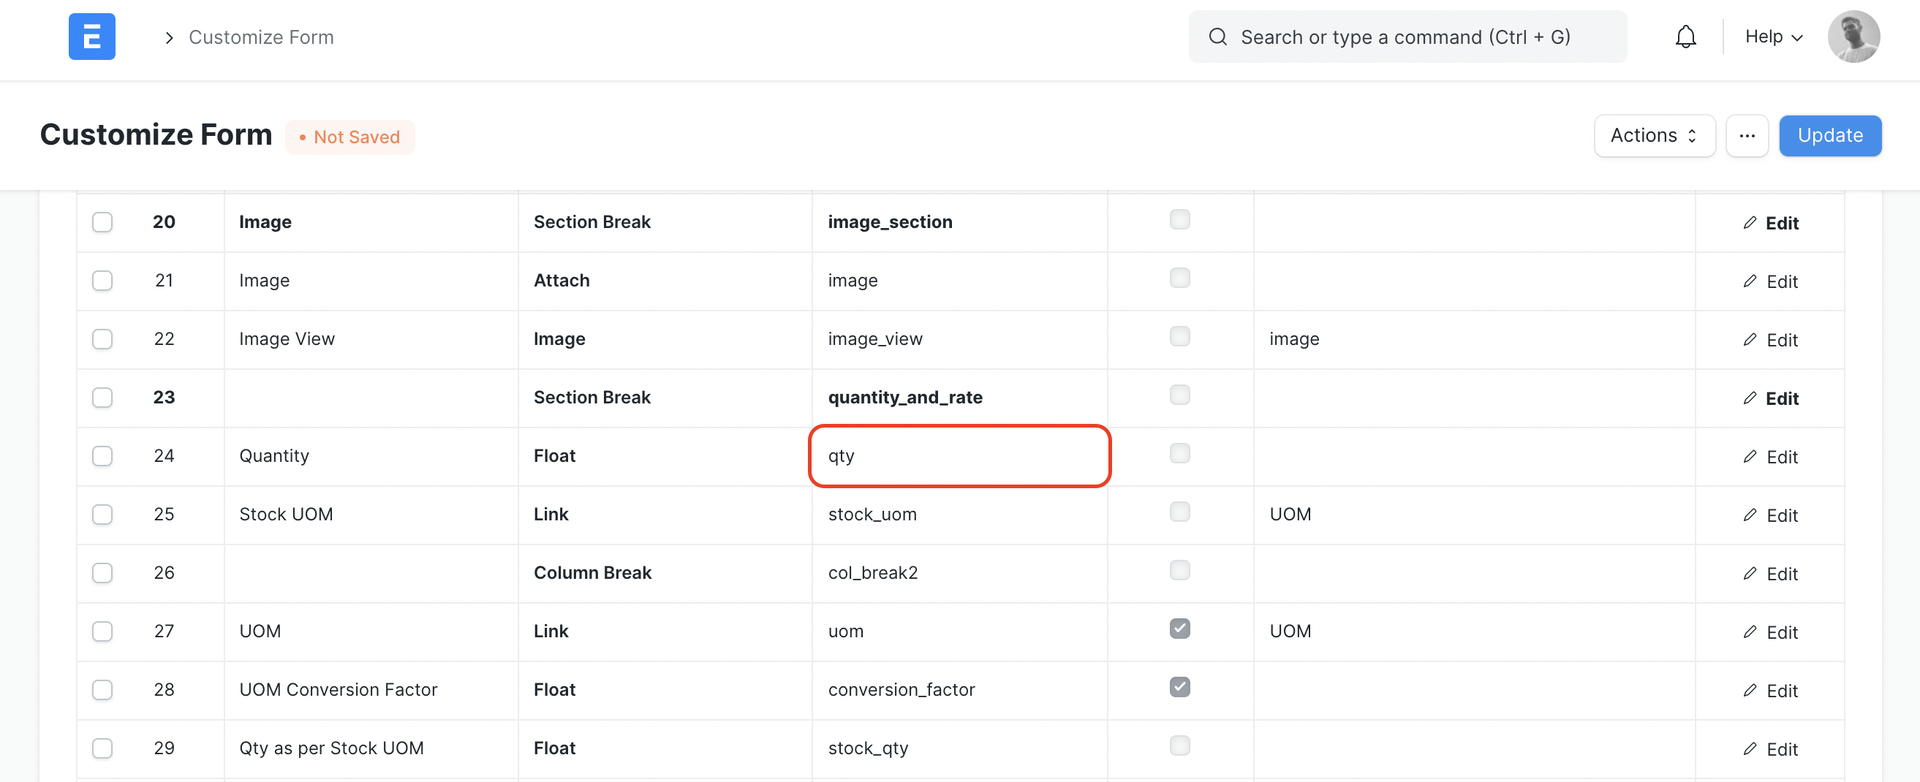 E
Customize Form
Search or type a command (Ctrl + G)
Help
Customize Form
• Not Saved
Actions
...
Update
20 Image Section Break image_section Edit
21 Image Attach image Edit
22 Image View Image image_view image Edit
23 Section Break quantity_and_rate Edit
24 Quantity Float qty Edit
25 Stock UOM Link stock_uom UOM Edit
26 Column Break col_break2 Edit
27 UOM Link uom UOM Edit
28 UOM Conversion Factor Float conversion_factor Edit
29 Qty as per Stock UOM Float stock_qty Edit